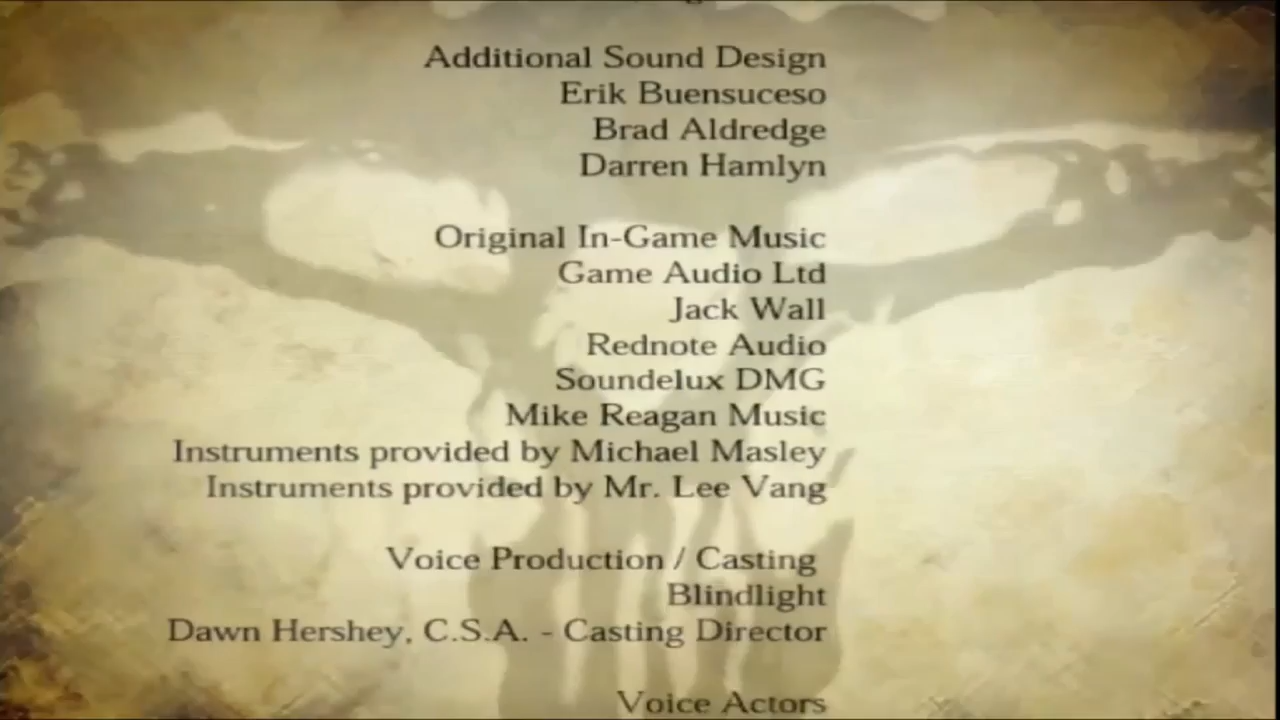 Additional Sound Design
Erik Buensuceso
Brad Aldredge
Darren Hamlyn
Original In-Game Music
Game Audio Ltd
Jack Wall
Rednote Audio
Soundelux DMG
Mike Reagan Music
Instruments provided by Michael Masley
Instruments provided by Mr. Lee Vang
Voice Production / Casting
Blindlight
Dawn Hershey, C.S.A. - Casting Director
Voice Actors